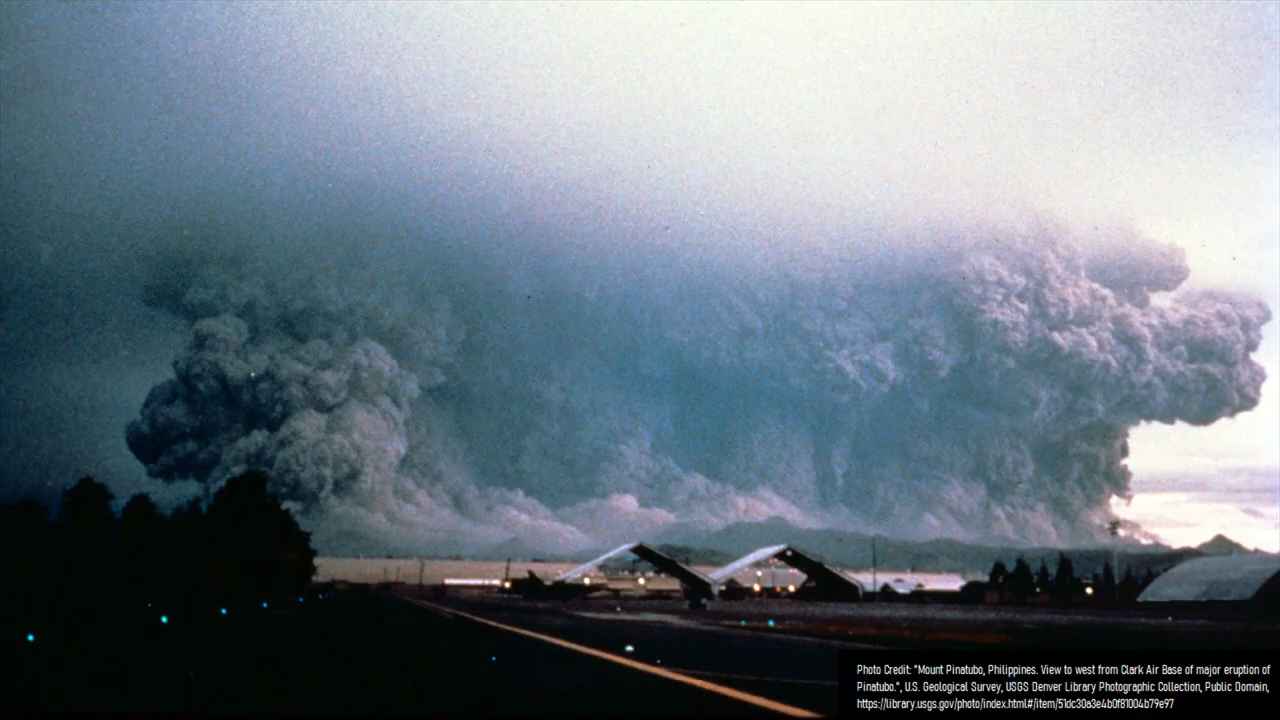 Photo Credit: "Mount Pinatubo, Philippines. View to west from Clark Air Base of major eruption of
Pinatubo.", U.S. Geological Survey, USGS Denver Library Photographic Collection, Public Domain,
https://library.usgs.gov/photo/index.html#/item/51dc30a3e4b0f81004b79e97